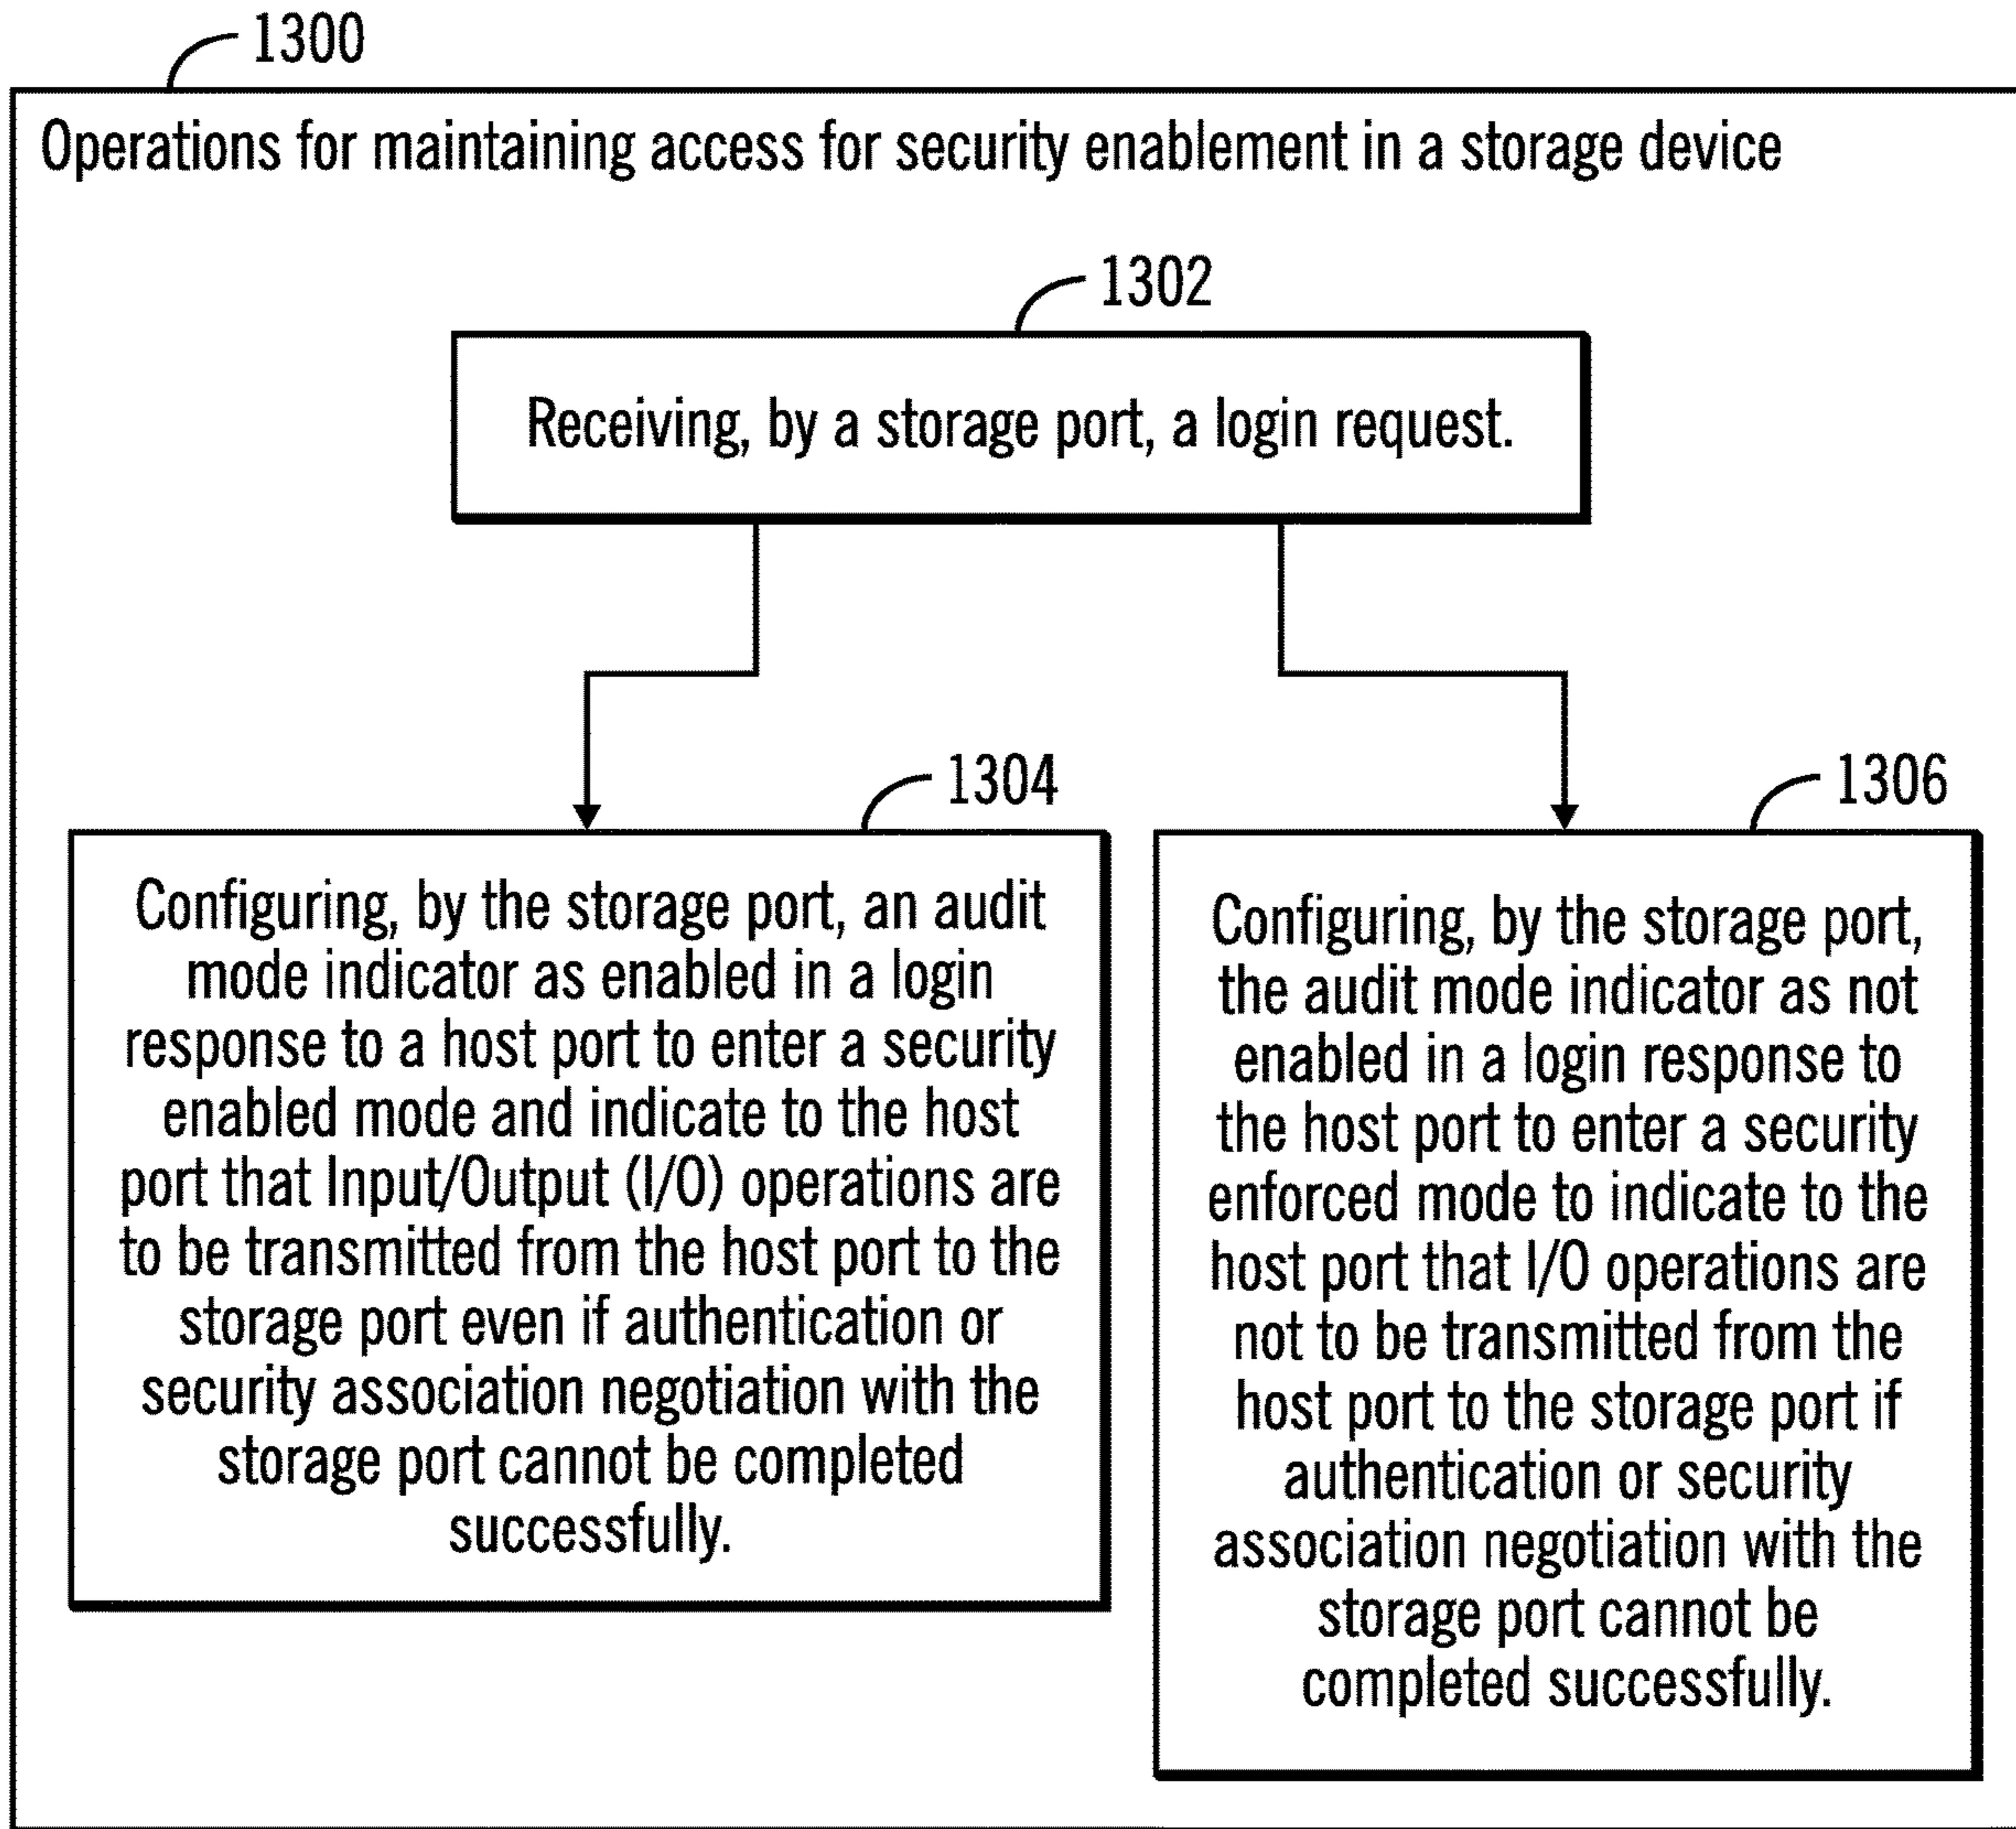 1300
Operations for maintaining access for security enablement in a storage device
1302
Receiving, by a storage port, a login request.
1304
Configuring, by the storage port, an audit
mode indicator as enabled in a login
response to a host port to enter a security
enabled mode and indicate to the host
port that Input/Output (I/O) operations are
to be transmitted from the host port to the
storage port even if authentication or
security association negotiation with the
storage port cannot be completed
successfully.
1306
Configuring, by the storage port,
the audit mode indicator as not
enabled in a login response to
the host port to enter a security
enforced mode to indicate to the
host port that I/O operations are
not to be transmitted from the
host port to the storage port if
authentication or security
association negotiation with the
storage port cannot be
completed successfully.